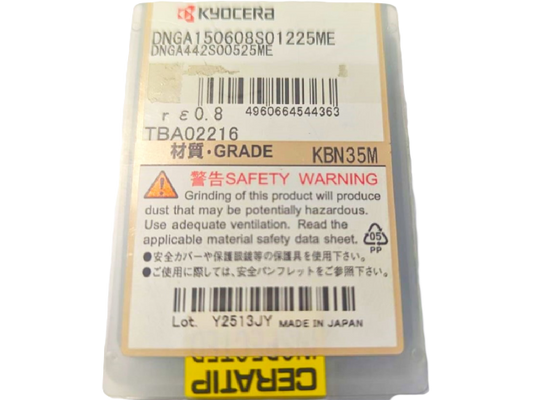 KYOCERA
DNGA150608S01225ME
DNGA442S00525ME
rε0.8 4960664544363
TBA02216
材質・GRADE KBN35M
警告SAFETY WARNING
Grinding of this product will produce
dust that may be potentially hazardous.
Use adequate ventilation. Read the
applicable material safety data sheet.
05
PP
●安全カバーや保護眼鏡等の保護具を使用下さい。
●ご使用に際しては、安全パンフレットをご参照下さい。
Lot. Y2513JY MADE IN JAPAN
CERATIP